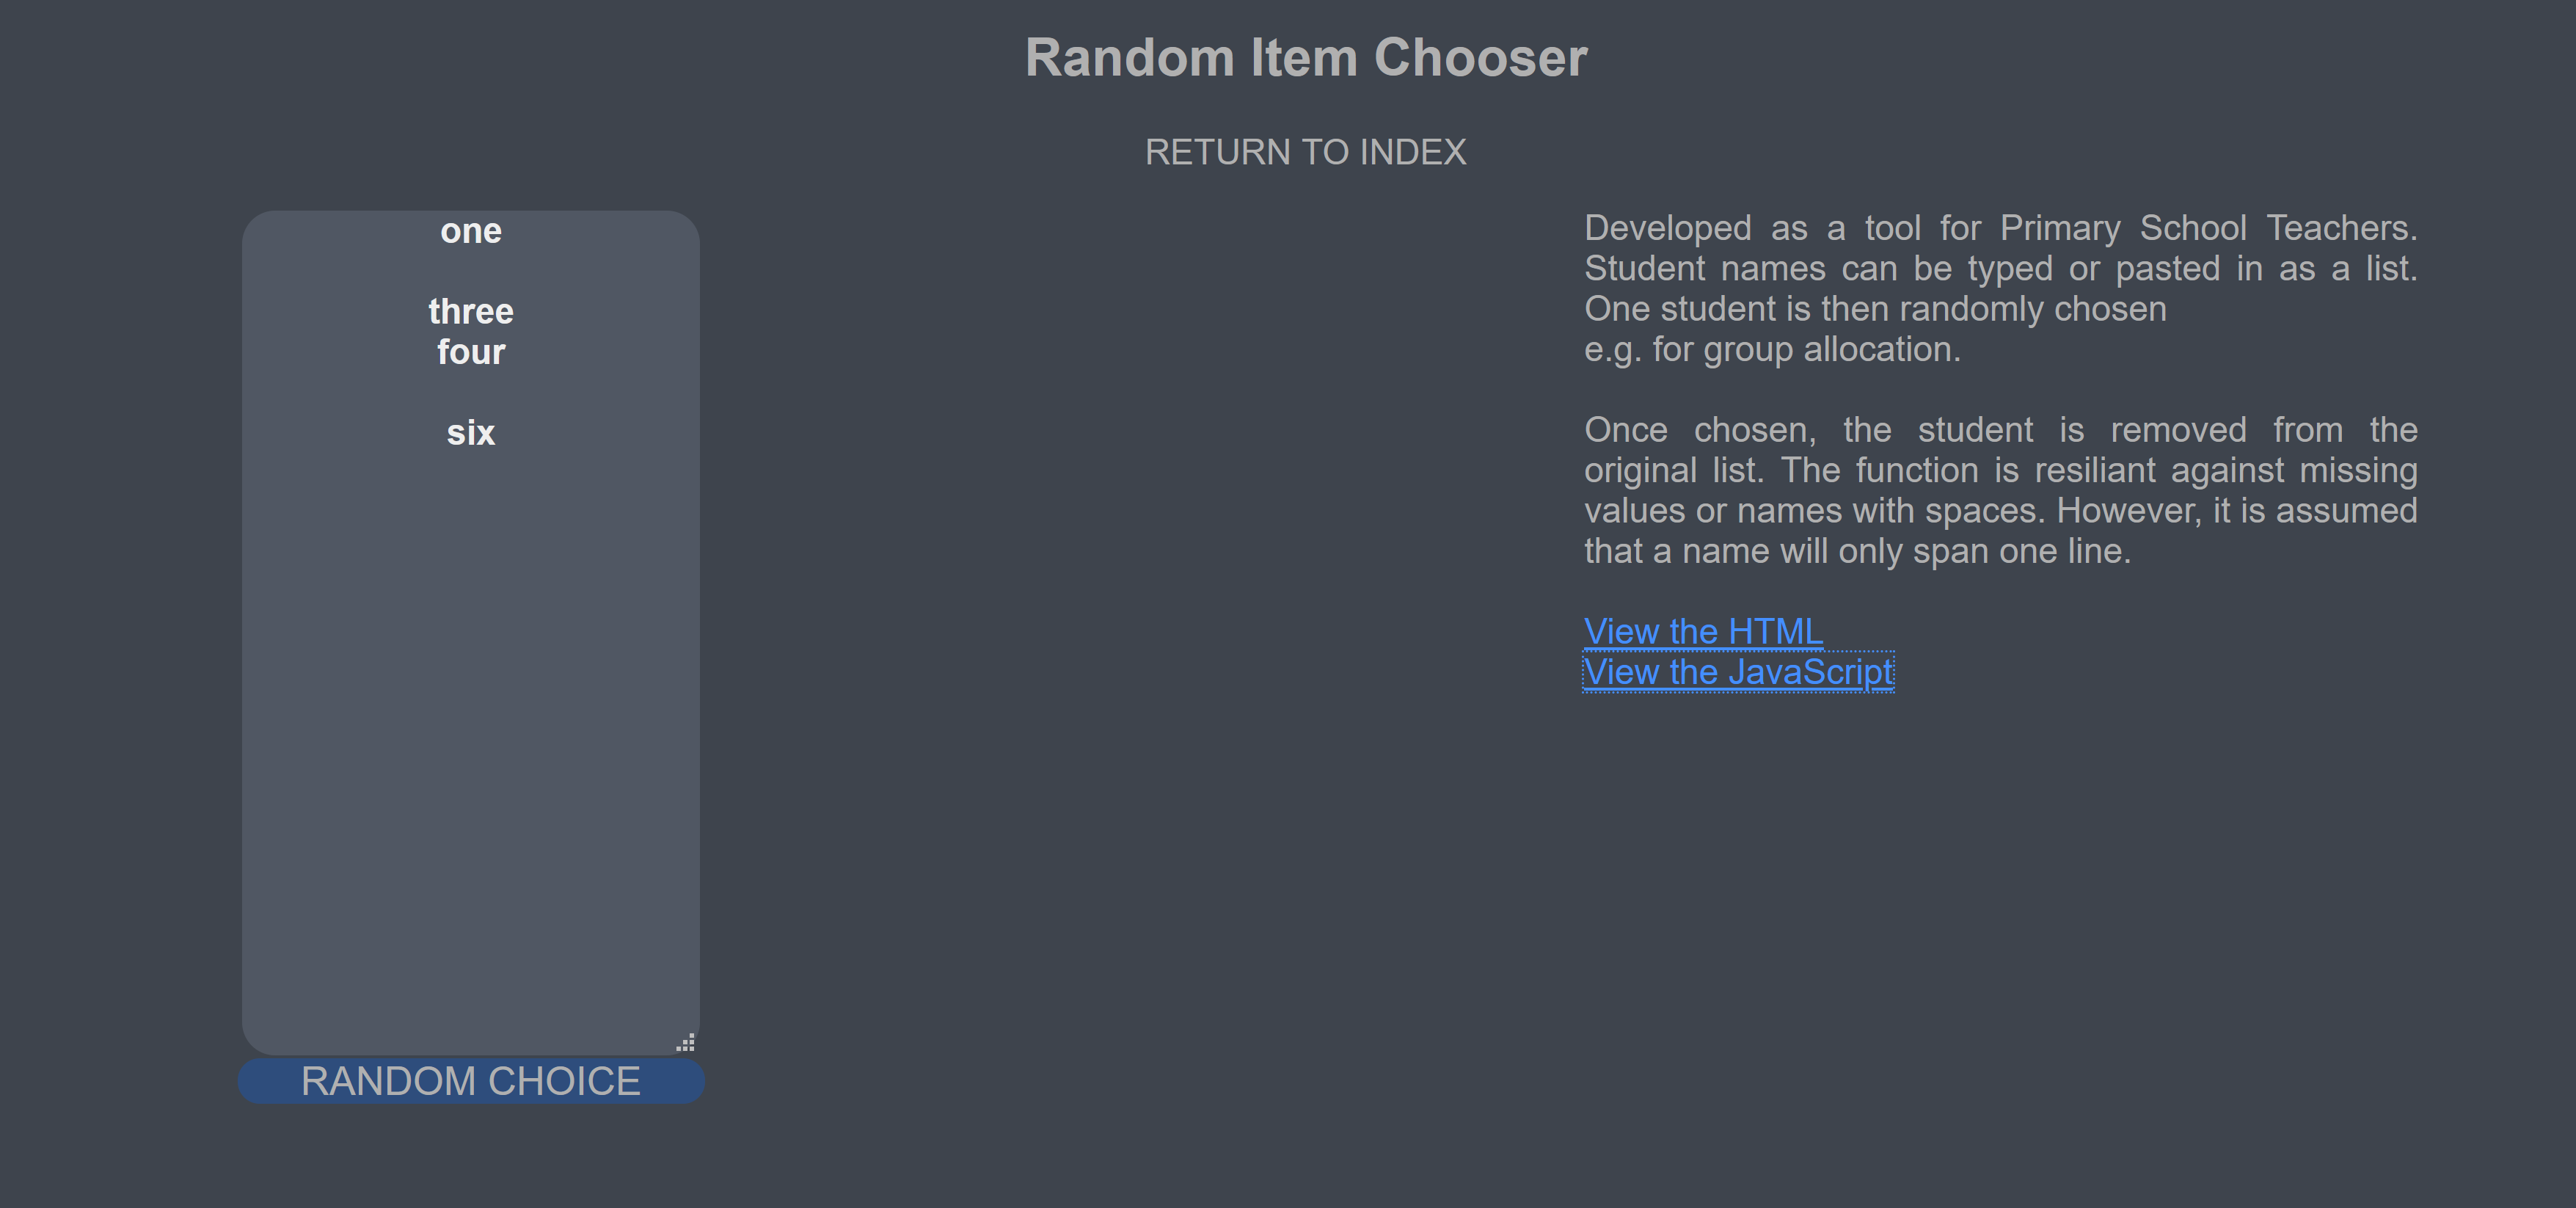 Random Item Chooser
RETURN TO INDEX
one
three
four
six
RANDOM CHOICE
Developed as a tool for Primary School Teachers.
Student names can be typed or pasted in as a list.
One student is then randomly chosen
e.g. for group allocation.
Once chosen, the student is removed from the
original list. The function is resiliant against missing
values or names with spaces. However, it is assumed
that a name will only span one line.
View the HTML
View the JavaScript